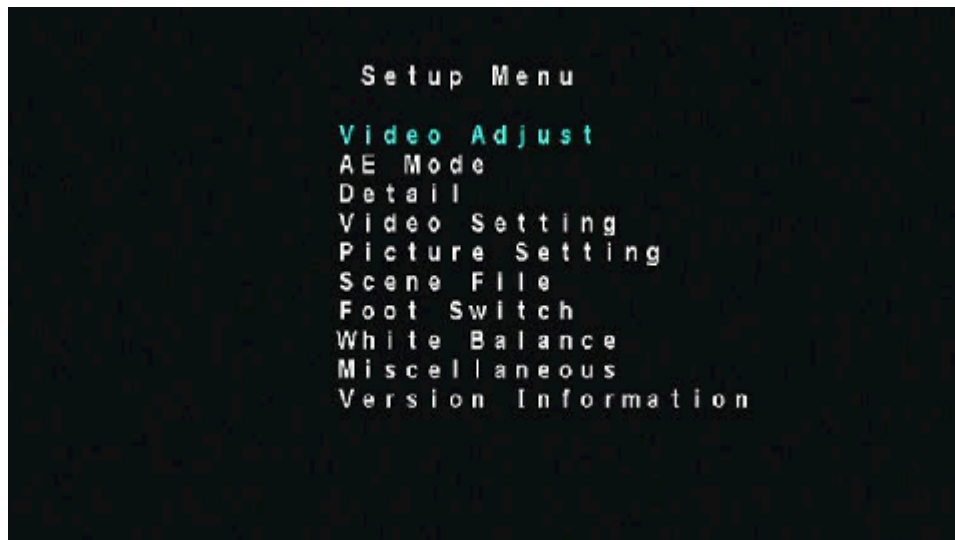 Setup Menu
Video Adjust
AE Mode
Detail
Video Setting
Picture Setting
Scene File
Foot Switch
White Balance
Miscellaneous
Version Information